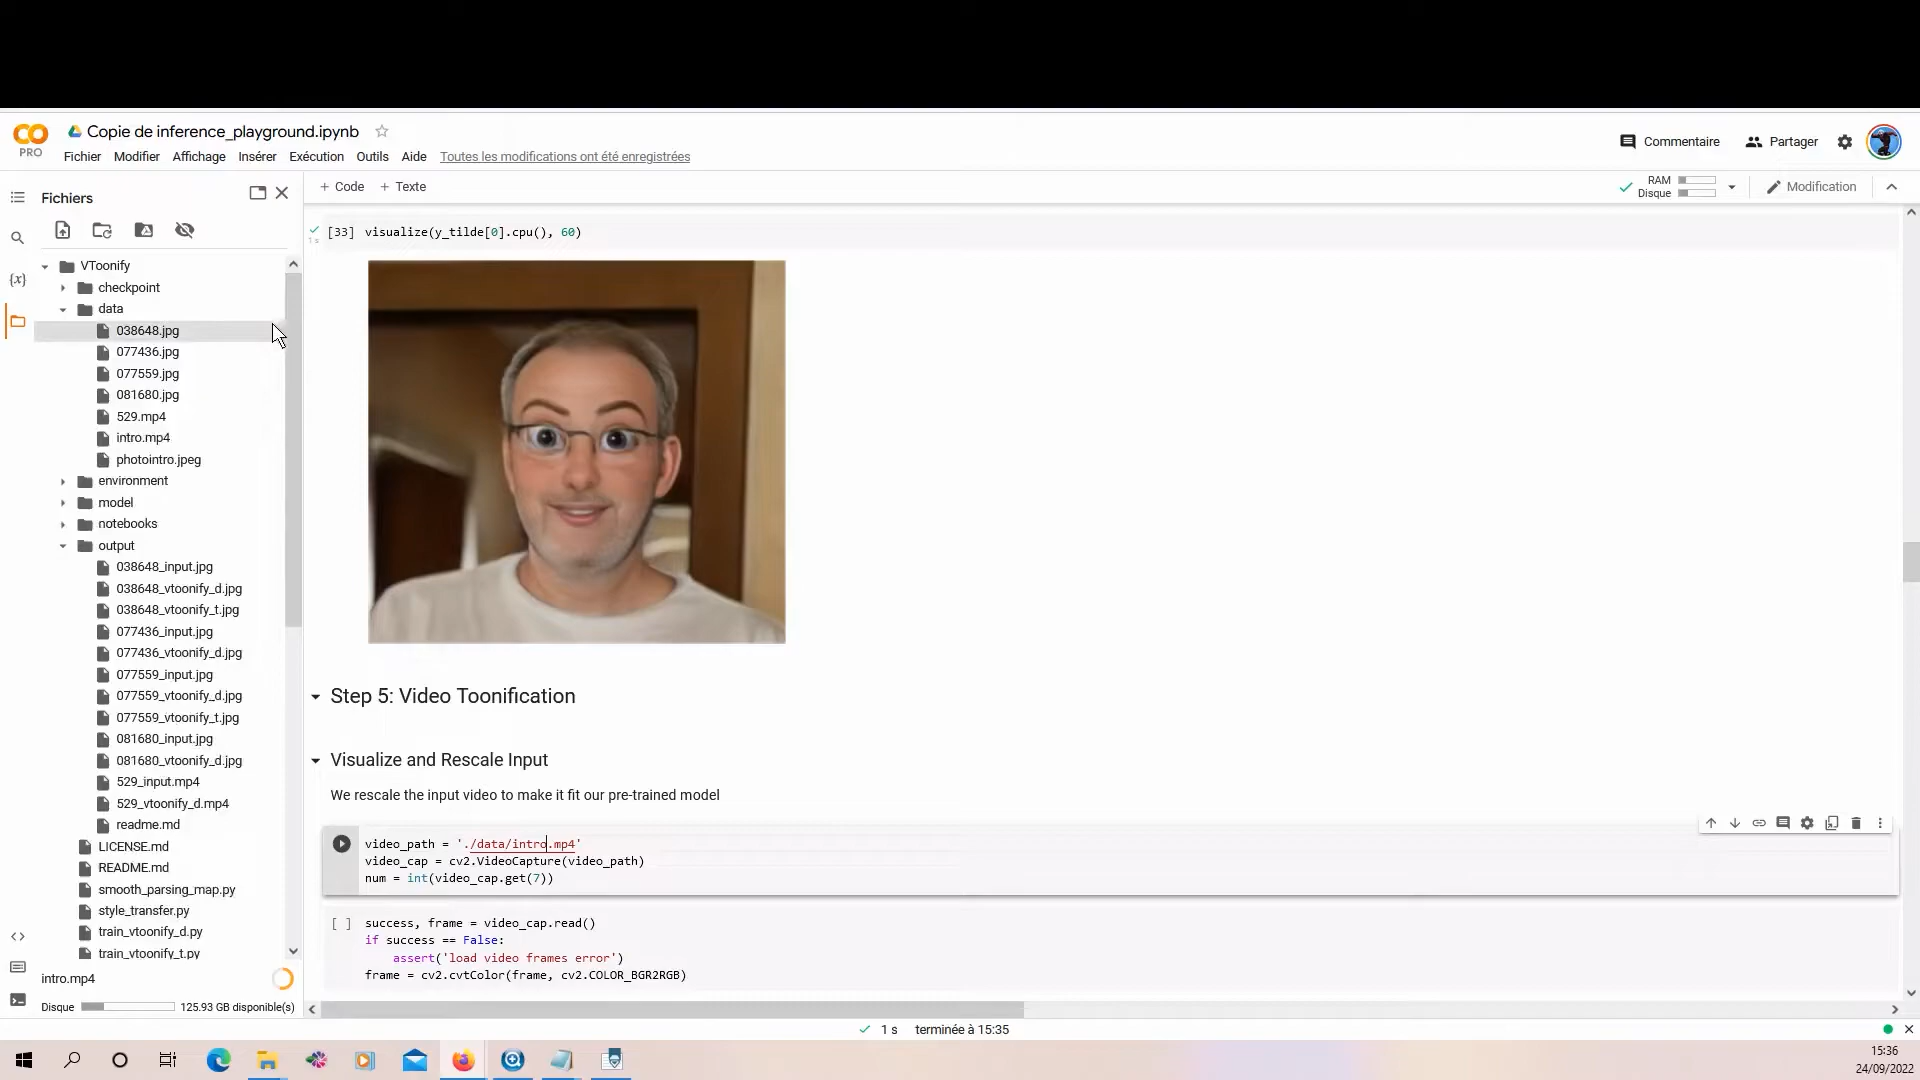 Copie de inference_playground.ipynb
PRO
Fichier Modifier Affichage Insérer Exécution Outils Aide Toutes les modifications ont été enregistrées
Commentaire Partager
Fichiers
+ Code + Texte
RAM
Disque
Modification
VToonify
checkpoint
data
038648.jpg
077436.jpg
077559.jpg
081680.jpg
529.mp4
intro.mp4
photointro.jpeg
environment
model
notebooks
output
038648_input.jpg
038648_vtoonify_d.jpg
038648_vtoonify_t.jpg
077436_input.jpg
077436_vtoonify_d.jpg
077559_input.jpg
077559_vtoonify_d.jpg
077559_vtoonify_t.jpg
081680_input.jpg
081680_vtoonify_d.jpg
529_input.mp4
529_vtoonify_d.mp4
readme.md
LICENSE.md
README.md
smooth_parsing_map.py
style_transfer.py
train_vtoonify_d.py
train_vtoonify_t.py
intro.mp4
Disque 125.93 GB disponible(s)
1 s
[33] visualize(y_tilde[0].cpu(), 60)
Step 5: Video Toonification
Visualize and Rescale Input
We rescale the input video to make it fit our pre-trained model
video_path = './data/intro.mp4'
video_cap = cv2.VideoCapture(video_path)
num = int(video_cap.get(7))
[ ] success, frame = video_cap.read()
if success == False:
assert('load video frames error')
frame = cv2.cvtColor(frame, cv2.COLOR_BGR2RGB)
1 s terminée à 15:35
15:36
24/09/2022